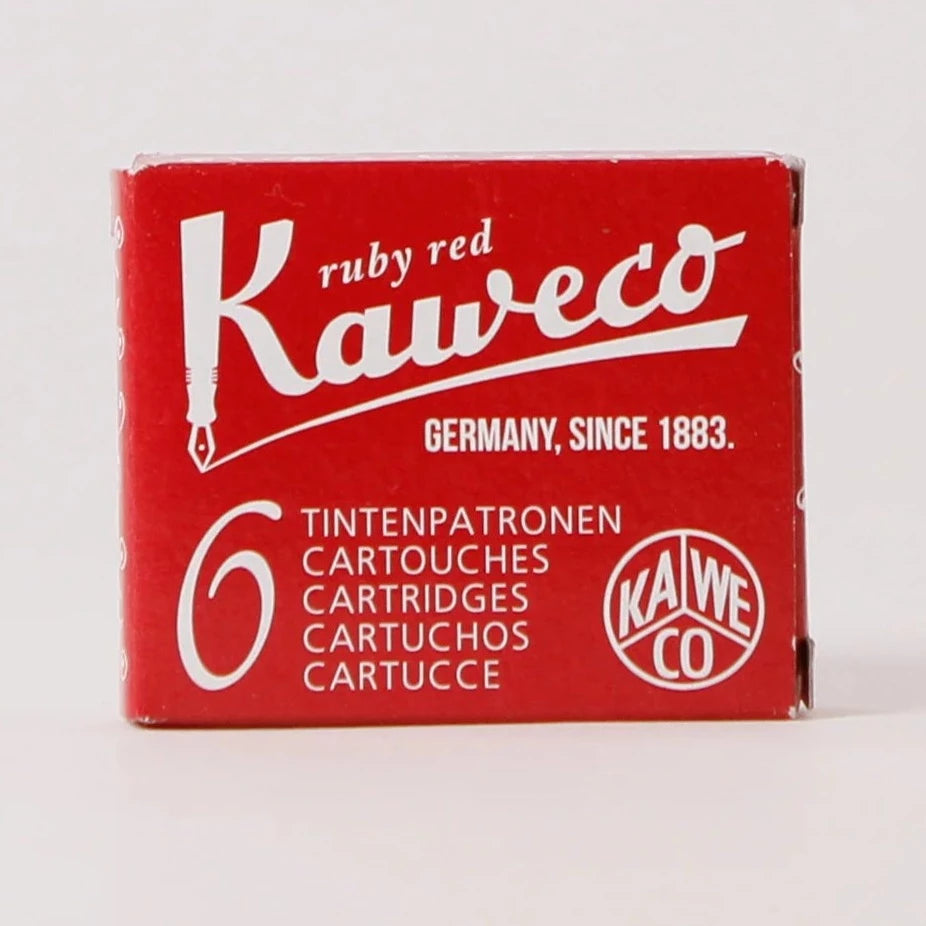 ruby red
Kaweco
GERMANY, SINCE 1883.
6
TINTENPATRONEN
CARTOUCHES
CARTRIDGES
CARTUCHOS
CARTUCCE
KA WE
CO